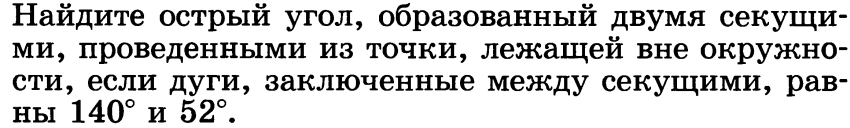 Найдите острый угол, образованный двумя секущи-
ми, проведенными из точки, лежащей вне окружно-
сти, если дуги, заключенные между секущими, рав-
ны 140° и 52°.